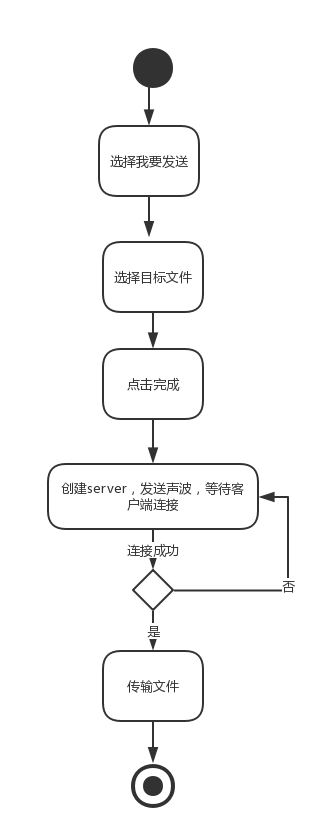 选择我要发送
选择目标文件
点击完成
创建server，发送声波，等待客
户端连接
连接成功
否
是
传输文件